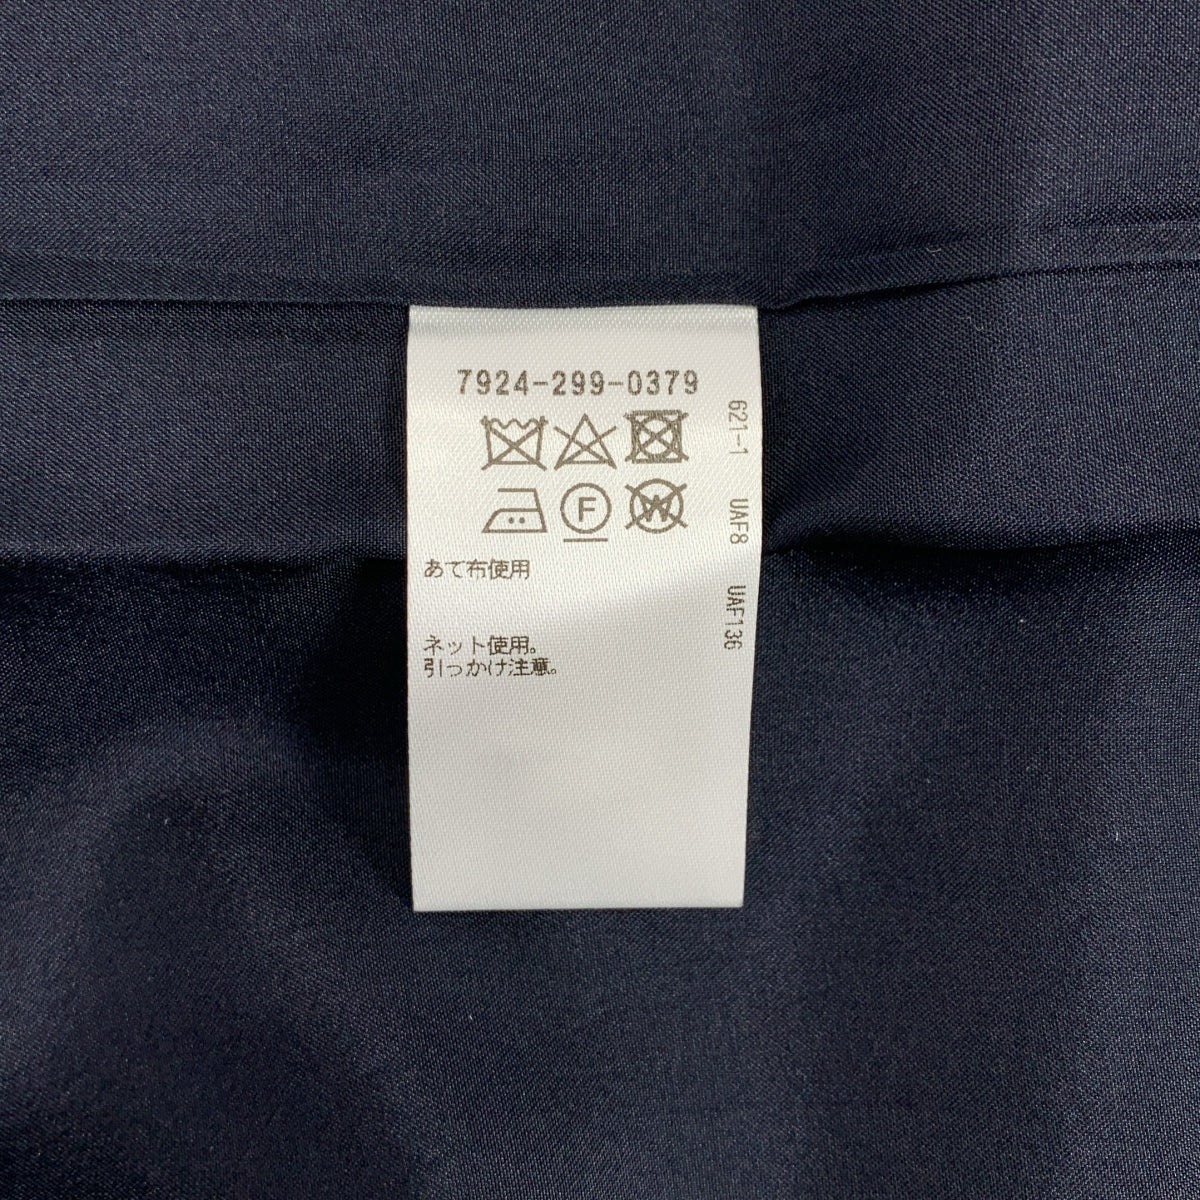 7924-299-0379
F
W
あて布使用
ネット使用。
引っかけ注意。
621-1 UAF8 UAF136